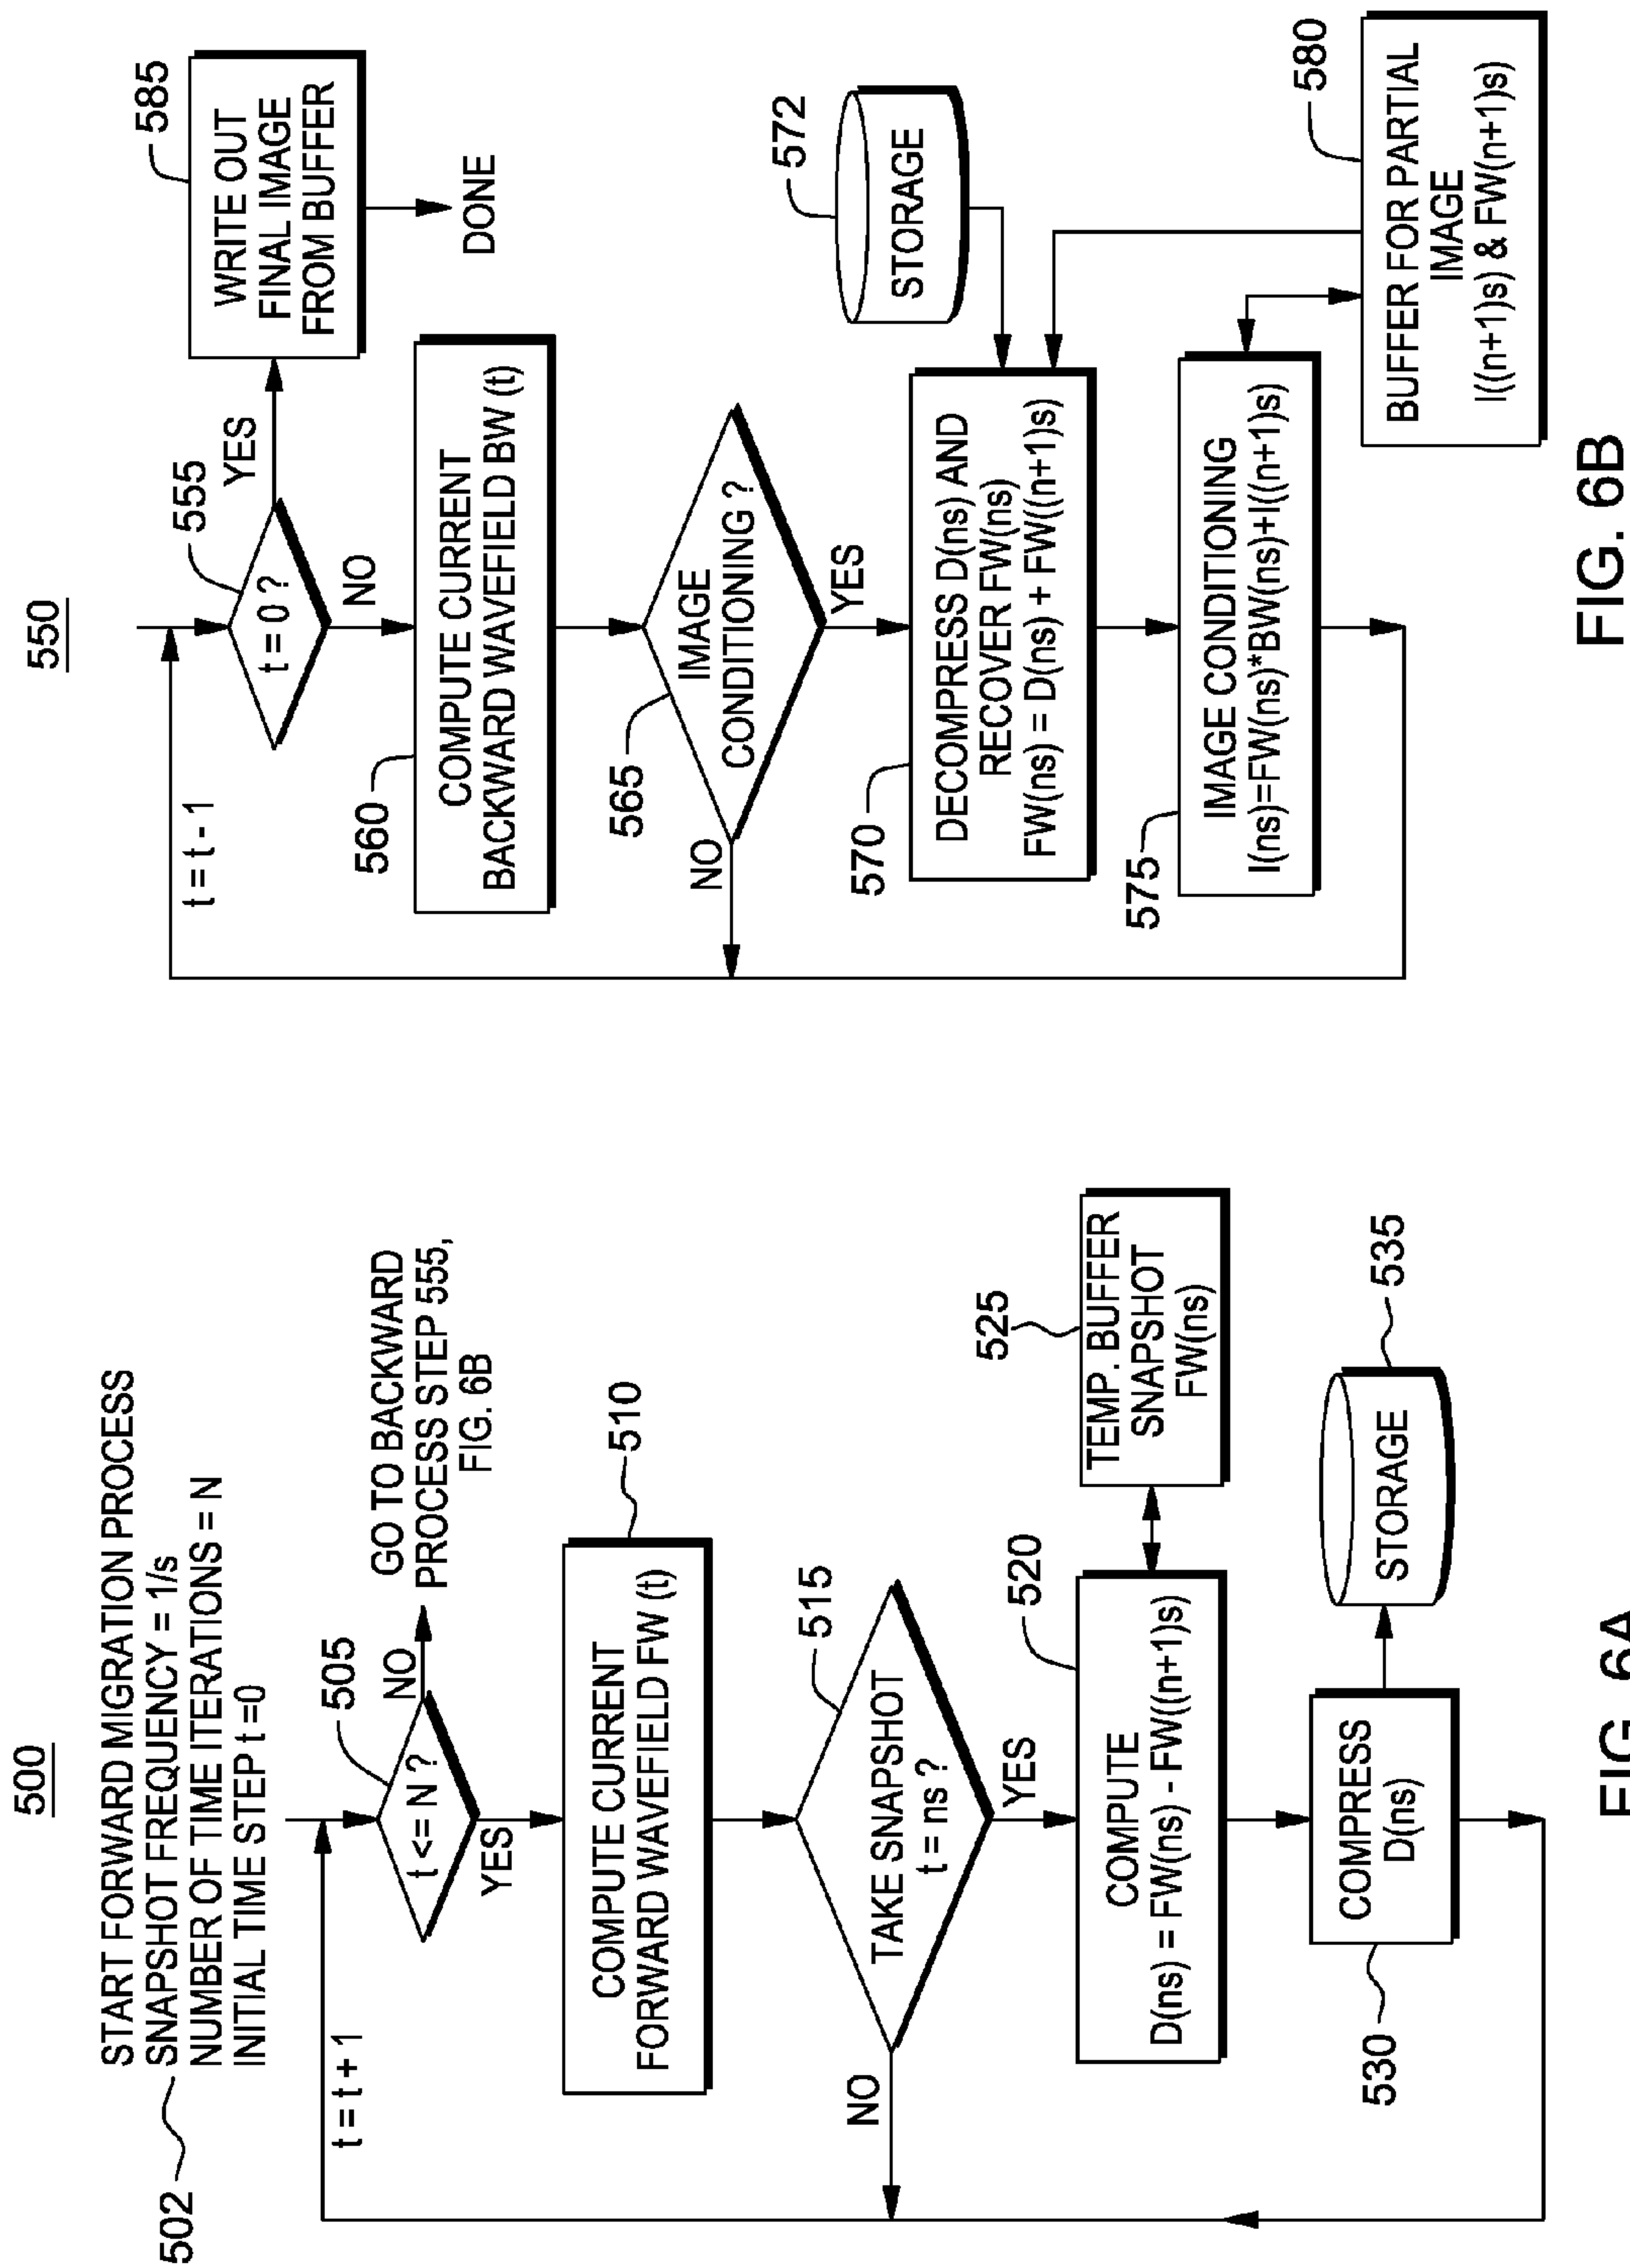 500
START FORWARD MIGRATION PROCESS
SNAPSHOT FREQUENCY = 1/s
NUMBER OF TIME ITERATIONS = N
INITIAL TIME STEP t =0
502
t = t + 1
505
t <= N ?
NO
GO TO BACKWARD
PROCESS STEP 555,
FIG. 6B
YES
510
COMPUTE CURRENT
FORWARD WAVEFIELD FW (t)
515
TAKE SNAPSHOT
t = ns ?
NO
YES
520
COMPUTE
D(ns) = FW(ns) - FW((n+1)s)
525
TEMP. BUFFER
SNAPSHOT
FW(ns)
530
COMPRESS
D(ns)
535
STORAGE
FIG. 6A
550
t = t - 1
555
t = 0 ?
YES
585
WRITE OUT
FINAL IMAGE
FROM BUFFER
DONE
NO
560
COMPUTE CURRENT
BACKWARD WAVEFIELD BW (t)
565
IMAGE
CONDITIONING ?
NO
YES
572
STORAGE
570
DECOMPRESS D(ns) AND
RECOVER FW(ns)
FW(ns) = D(ns) + FW((n+1)s)
575
IMAGE CONDITIONING
I(ns)=FW(ns)*BW(ns)+I((n+1)s)
580
BUFFER FOR PARTIAL
IMAGE
I((n+1)s) & FW(n+1)s)
FIG. 6B